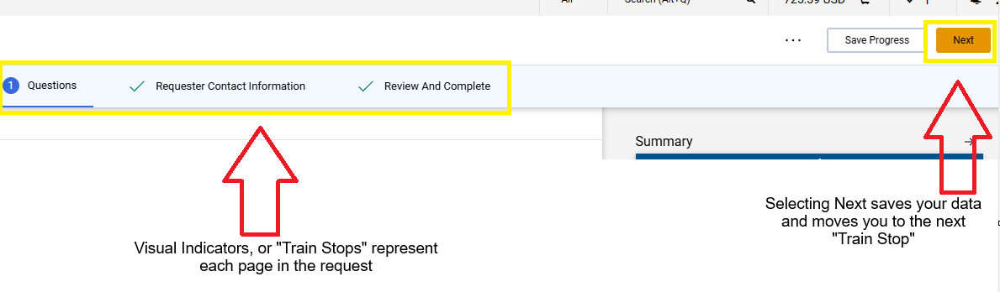 All Search (Alt+Q) 725.39 USD 1
Save Progress Next
1 Questions Requester Contact Information Review And Complete
Summary
Selecting Next saves your data
and moves you to the next
"Train Stop"
Visual Indicators, or "Train Stops" represent
each page in the request